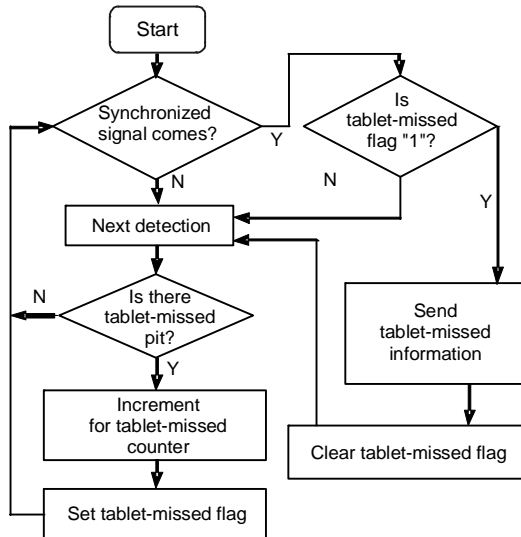 Start
Synchronized
signal comes?
Y
N
Is
tablet-missed
flag "1"?
N
Y
Next detection
Is there
tablet-missed
pit?
N
Y
Send
tablet-missed
information
Increment
for tablet-missed
counter
Clear tablet-missed flag
Set tablet-missed flag